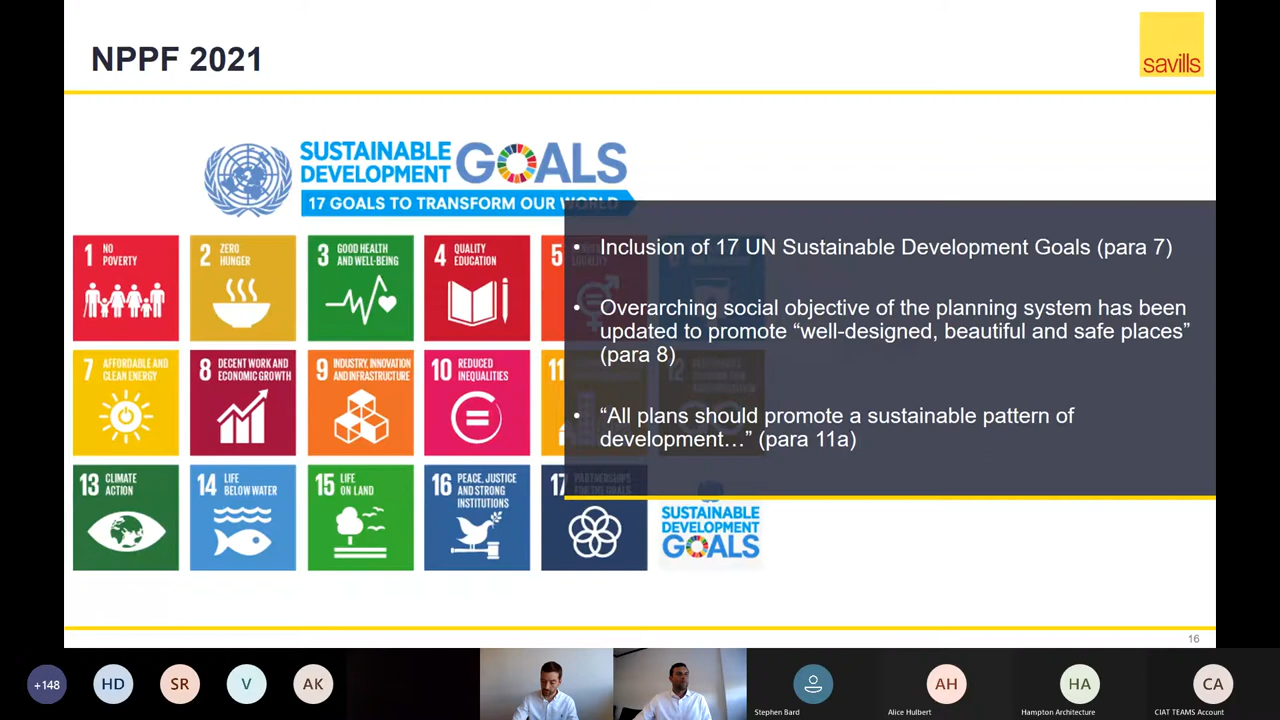 NPPF 2021
savills
SUSTAINABLE
DEVELOPMENT
GOALS
17 GOALS TO TRANSFORM OUR WORLD
1 NO
POVERTY
2 ZERO
HUNGER
3 GOOD HEALTH
AND WELL-BEING
4 QUALITY
EDUCATION
5
7 AFFORDABLE AND
CLEAN ENERGY
8 DECENT WORK AND
ECONOMIC GROWTH
9 INDUSTRY, INNOVATION
AND INFRASTRUCTURE
10 REDUCED
INEQUALITIES
11
12
13 CLIMATE
ACTION
14 LIFE
BELOW WATER
15 LIFE
ON LAND
16 PEACE, JUSTICE
AND STRONG
INSTITUTIONS
17 PARTNERSHIPS
FOR THE GOALS
SUSTAINABLE
DEVELOPMENT
GOALS
• Inclusion of 17 UN Sustainable Development Goals (para 7)
• Overarching social objective of the planning system has been
updated to promote “well-designed, beautiful and safe places”
(para 8)
• “All plans should promote a sustainable pattern of
development…” (para 11a)
16
+148
HD
SR
V
AK
Stephen Bard
AH
Alice Hulbert
HA
Hampton Architecture
CA
CIAT TEAMS Account